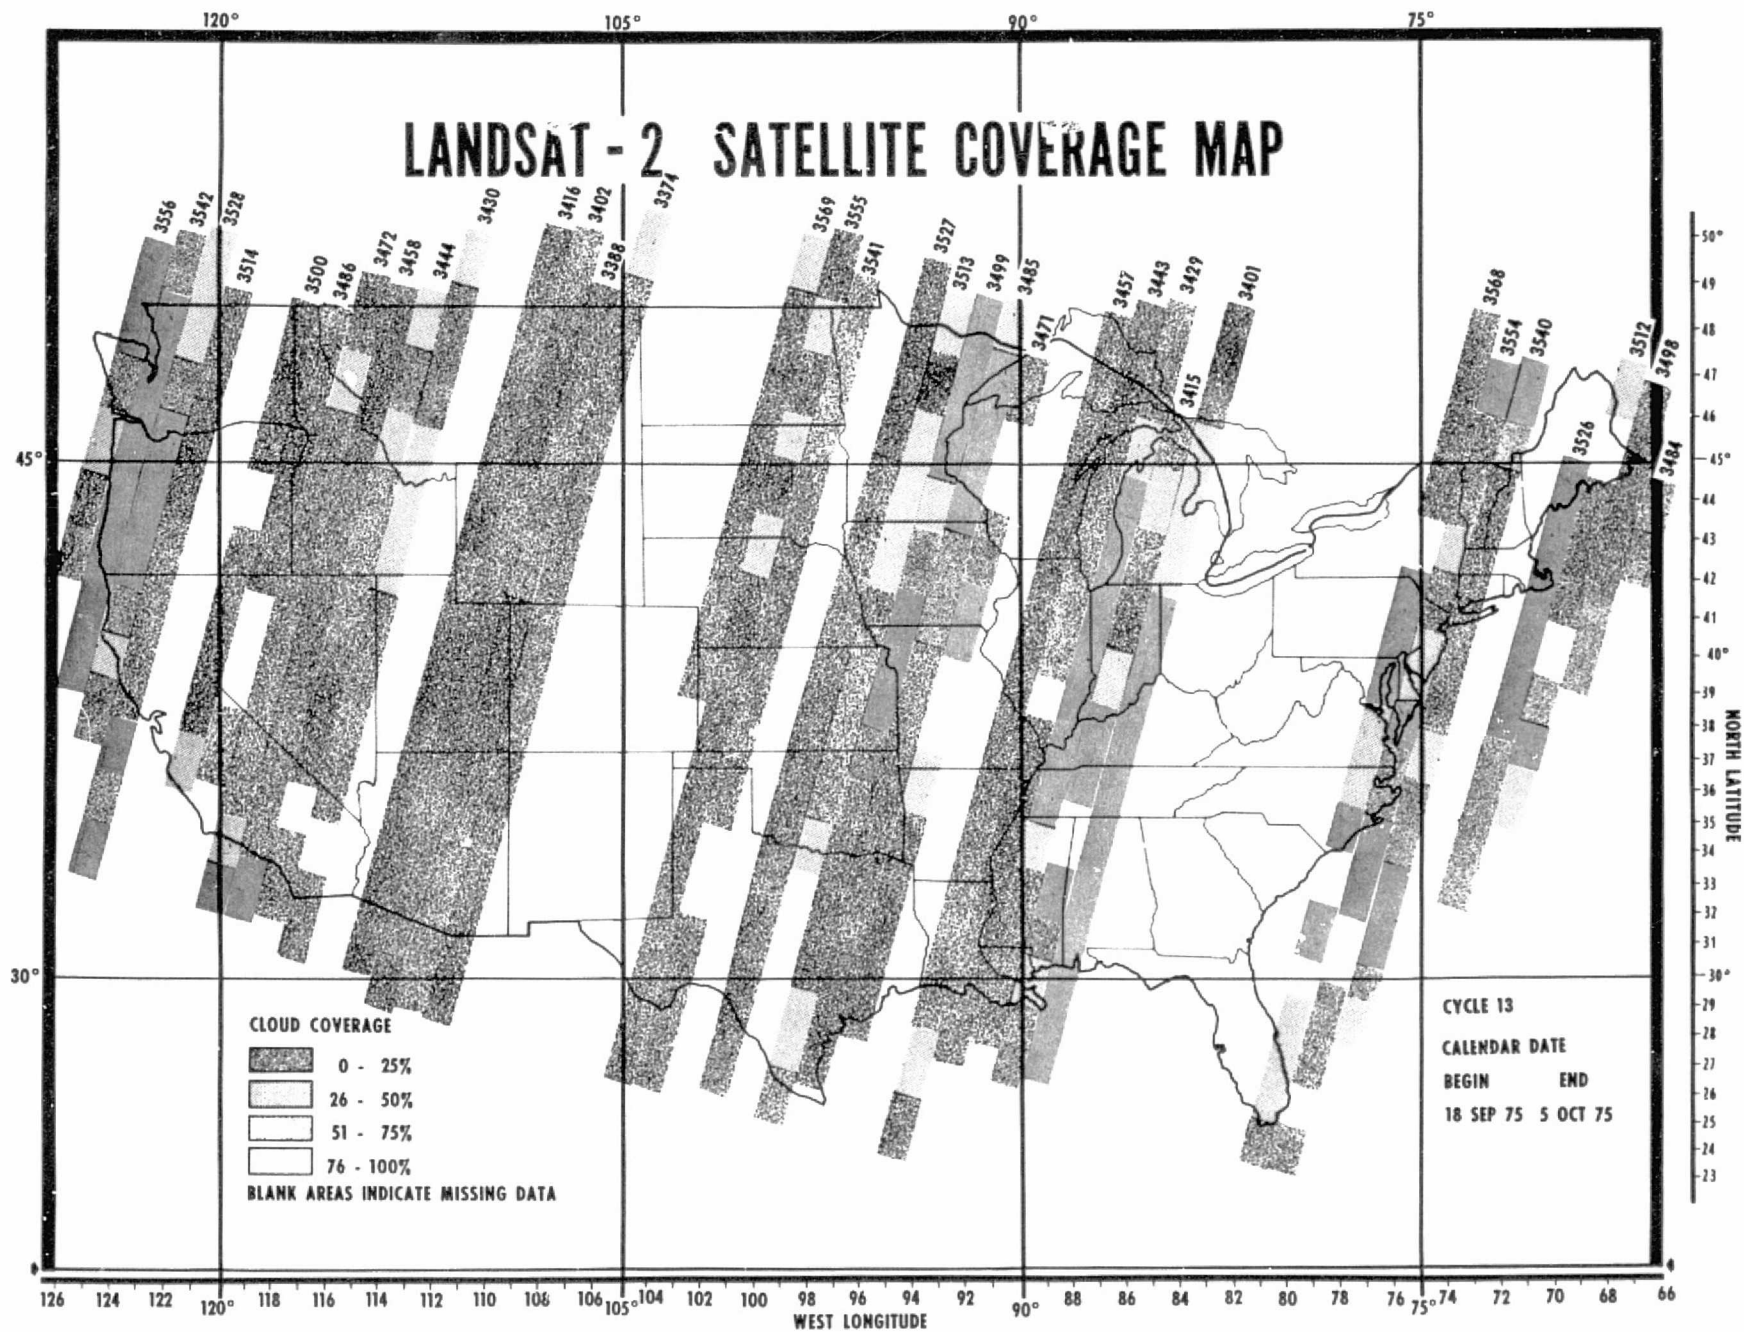 120° 105° 90° 75°
LANDSAT - 2 SATELLITE COVERAGE MAP
3556 3542 3528 3514 3500 3486 3472 3458 3444 3430 3416 3402 3388 3374 3569 3555 3541 3527 3513 3499 3485 3471 3457 3443 3429 3415 3401 3568 3554 3540 3526 3512 3498 3484
50°
49
48
47
46
45° 45°
44
43
42
41
40°
39
38
37
36
35
34
33
32
31
30° 30°
29
28
27
26
25
24
23
NORTH LATITUDE
CLOUD COVERAGE
0 - 25%
26 - 50%
51 - 75%
76 - 100%
BLANK AREAS INDICATE MISSING DATA
CYCLE 13
CALENDAR DATE
BEGIN END
18 SEP 75 5 OCT 75
126 124 122 120° 118 116 114 112 110 108 106 105° 104 102 100 98 96 94 92 90° 88 86 84 82 80 78 76 75° 74 72 70 68 66
WEST LONGITUDE